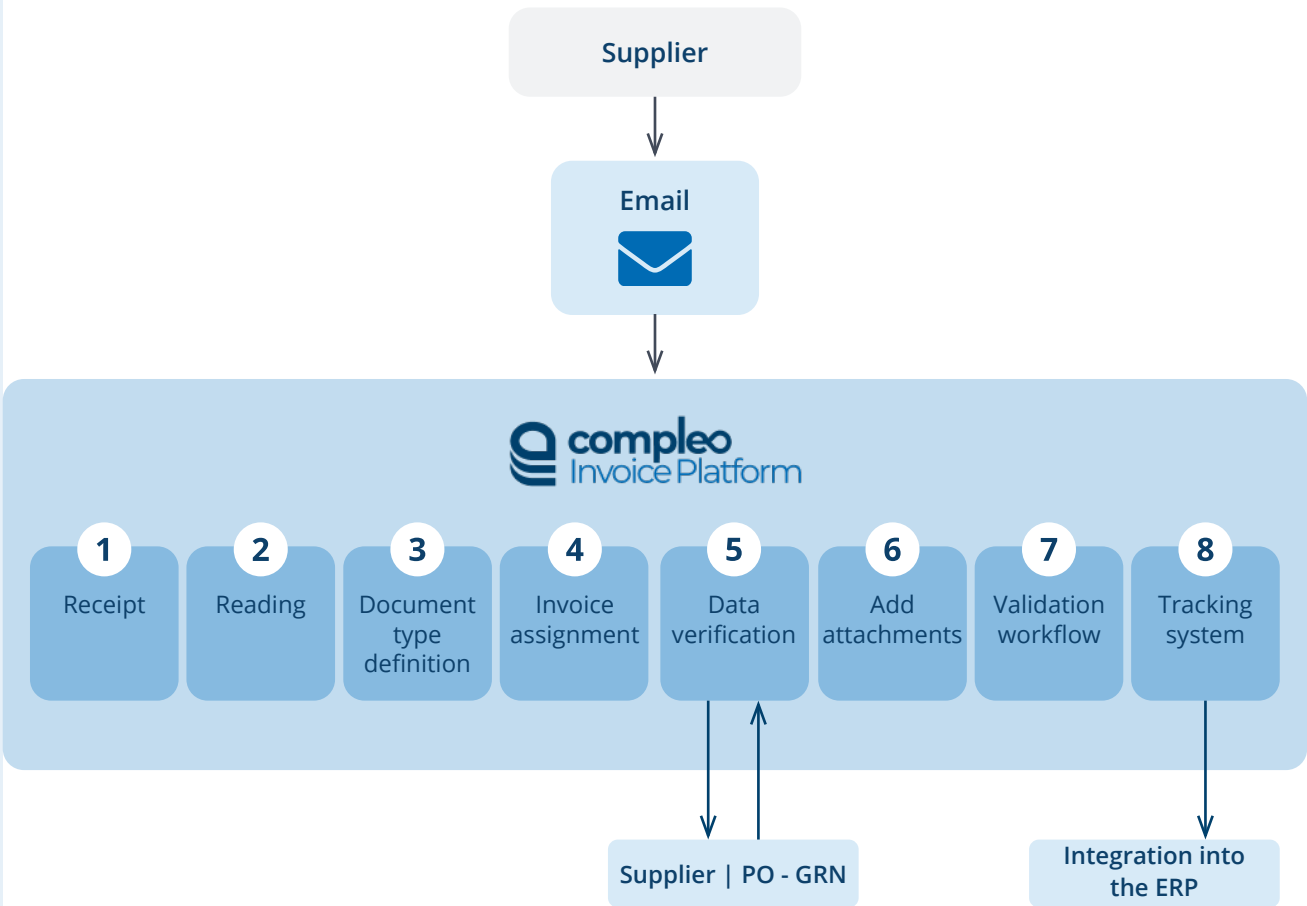 Supplier
Email
compleo
Invoice Platform
1
Receipt
2
Reading
3
Document
type
definition
4
Invoice
assignment
5
Data
verification
6
Add
attachments
7
Validation
workflow
8
Tracking
system
Supplier | PO - GRN
Integration into
the ERP